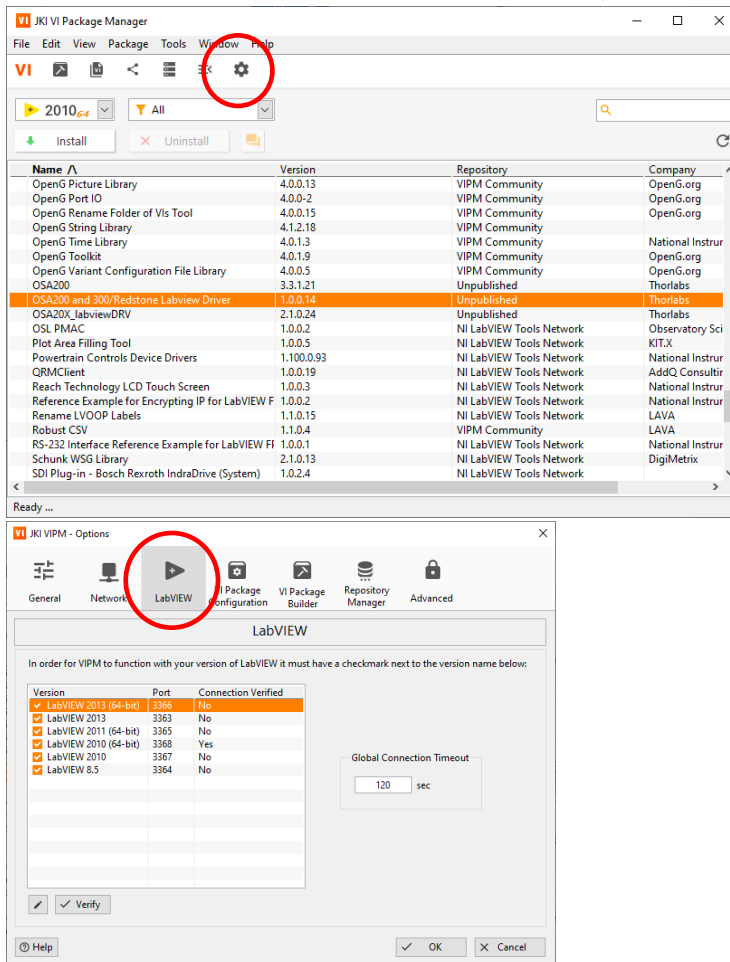 VI JKI VI Package Manager
File Edit View Package Tools Window Help
VI
2010 64 All
Install Uninstall
Name Version Repository Company
OpenG Picture Library 4.0.0.13 VIPM Community OpenG.org
OpenG Port IO 4.0.0-2 VIPM Community OpenG.org
OpenG Rename Folder of VIs Tool 4.0.0.15 VIPM Community OpenG.org
OpenG String Library 4.1.2.18 VIPM Community
OpenG Time Library 4.0.1.3 VIPM Community National Instrur
OpenG Toolkit 4.0.1.9 VIPM Community OpenG.org
OpenG Variant Configuration File Library 4.0.0.5 VIPM Community OpenG.org
OSA200 3.3.1.21 Unpublished Thorlabs
OSA200 and 300/Redstone Labview Driver 1.0.0.14 Unpublished Thorlabs
OSA20X_labviewDRV 2.1.0.24 Unpublished Thorlabs
OSL PMAC 1.0.0.2 NI LabVIEW Tools Network Observatory Sci
Plot Area Filling Tool 1.0.0.5 NI LabVIEW Tools Network KIT.X
Powertrain Controls Device Drivers 1.100.0.93 NI LabVIEW Tools Network National Instrur
QRMClient 1.0.0.19 NI LabVIEW Tools Network AddQ Consultir
Reach Technology LCD Touch Screen 1.0.0.3 NI LabVIEW Tools Network National Instrur
Reference Example for Encrypting IP for LabVIEW F 1.0.0.2 NI LabVIEW Tools Network National Instrur
Rename LVOOP Labels 1.1.0.15 NI LabVIEW Tools Network LAVA
Robust CSV 1.1.0.4 VIPM Community LAVA
RS-232 Interface Reference Example for LabVIEW FI 1.0.0.1 NI LabVIEW Tools Network National Instrur
Schunk WSG Library 2.1.0.13 NI LabVIEW Tools Network DigiMetrix
SDI Plug-in - Bosch Rexroth IndraDrive (System) 1.0.2.4 NI LabVIEW Tools Network
Ready ...
VI JKI VIPM - Options
General Network LabVIEW VI Package Configuration VI Package Builder Repository Manager Advanced
LabVIEW
In order for VIPM to function with your version of LabVIEW it must have a checkmark next to the version name below:
Version Port Connection Verified
LabVIEW 2013 (64-bit) 3366 No
LabVIEW 2013 3363 No
LabVIEW 2011 (64-bit) 3365 No
LabVIEW 2010 (64-bit) 3368 Yes
LabVIEW 2010 3367 No
LabVIEW 8.5 3364 No
Global Connection Timeout
120 sec
Verify
Help OK Cancel